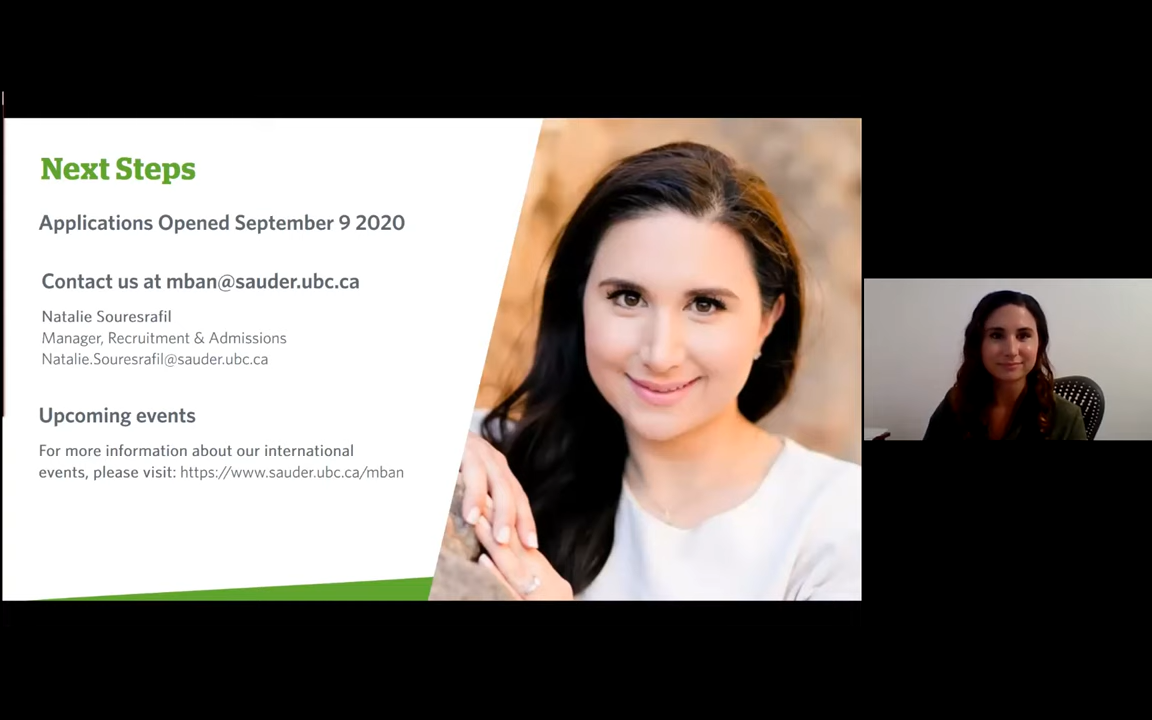 Next Steps
Applications Opened September 9 2020
Contact us at mban@sauder.ubc.ca
Natalie Souresrafil
Manager, Recruitment & Admissions
Natalie.Souresrafil@sauder.ubc.ca
Upcoming events
For more information about our international
events, please visit: https://www.sauder.ubc.ca/mban